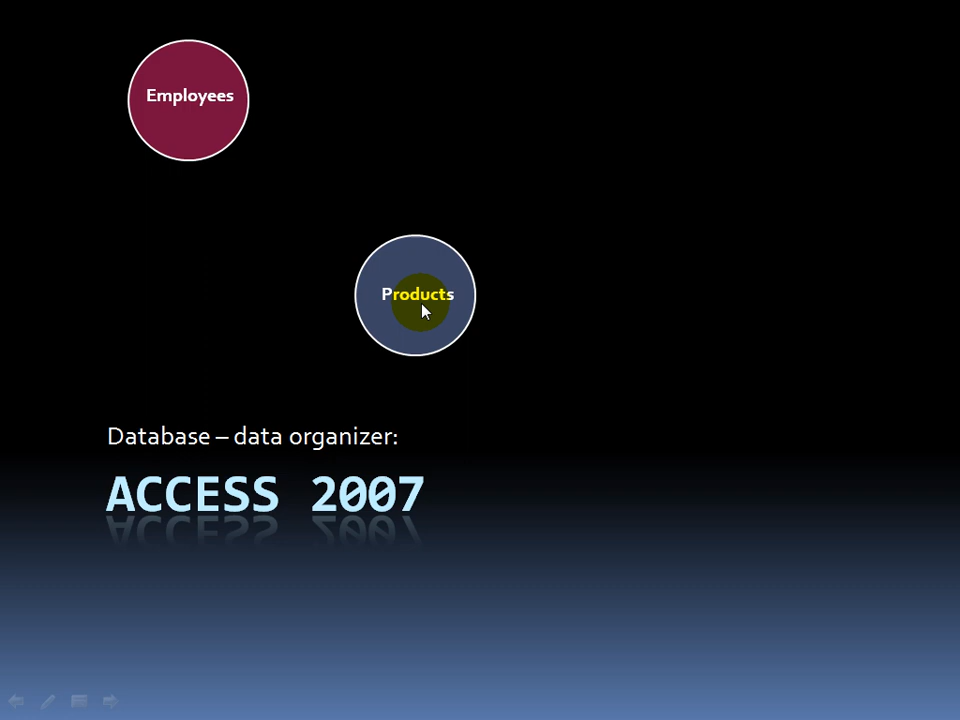 Employees
Products
Database – data organizer:
ACCESS 2007